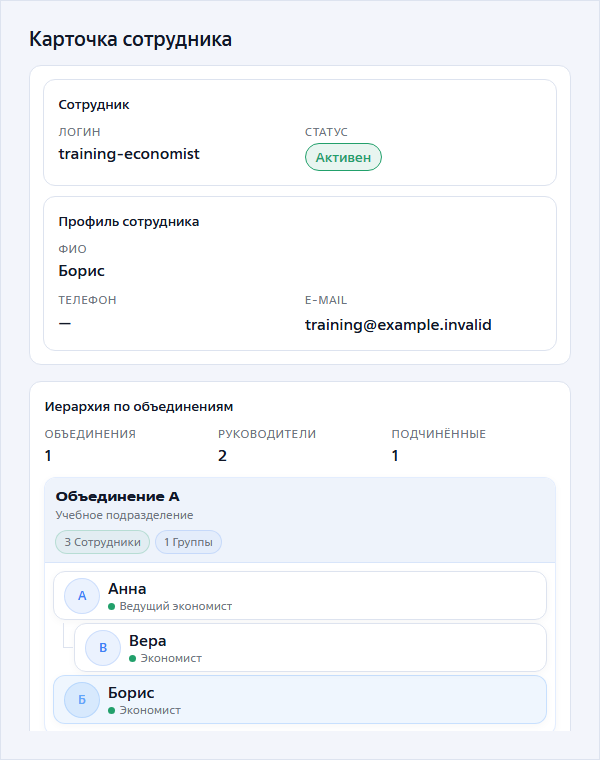 Карточка сотрудника
Сотрудник
ЛОГИН СТАТУС
training-economist Активен
Профиль сотрудника
ФИО
Борис
ТЕЛЕФОН E-MAIL
— training@example.invalid
Иерархия по объединениям
ОБЪЕДИНЕНИЯ РУКОВОДИТЕЛИ ПОДЧИНЁННЫЕ
1 2 1
Объединение А
Учебное подразделение
3 Сотрудники 1 Группы
А Анна
Ведущий экономист
В Вера
Экономист
Б Борис
Экономист